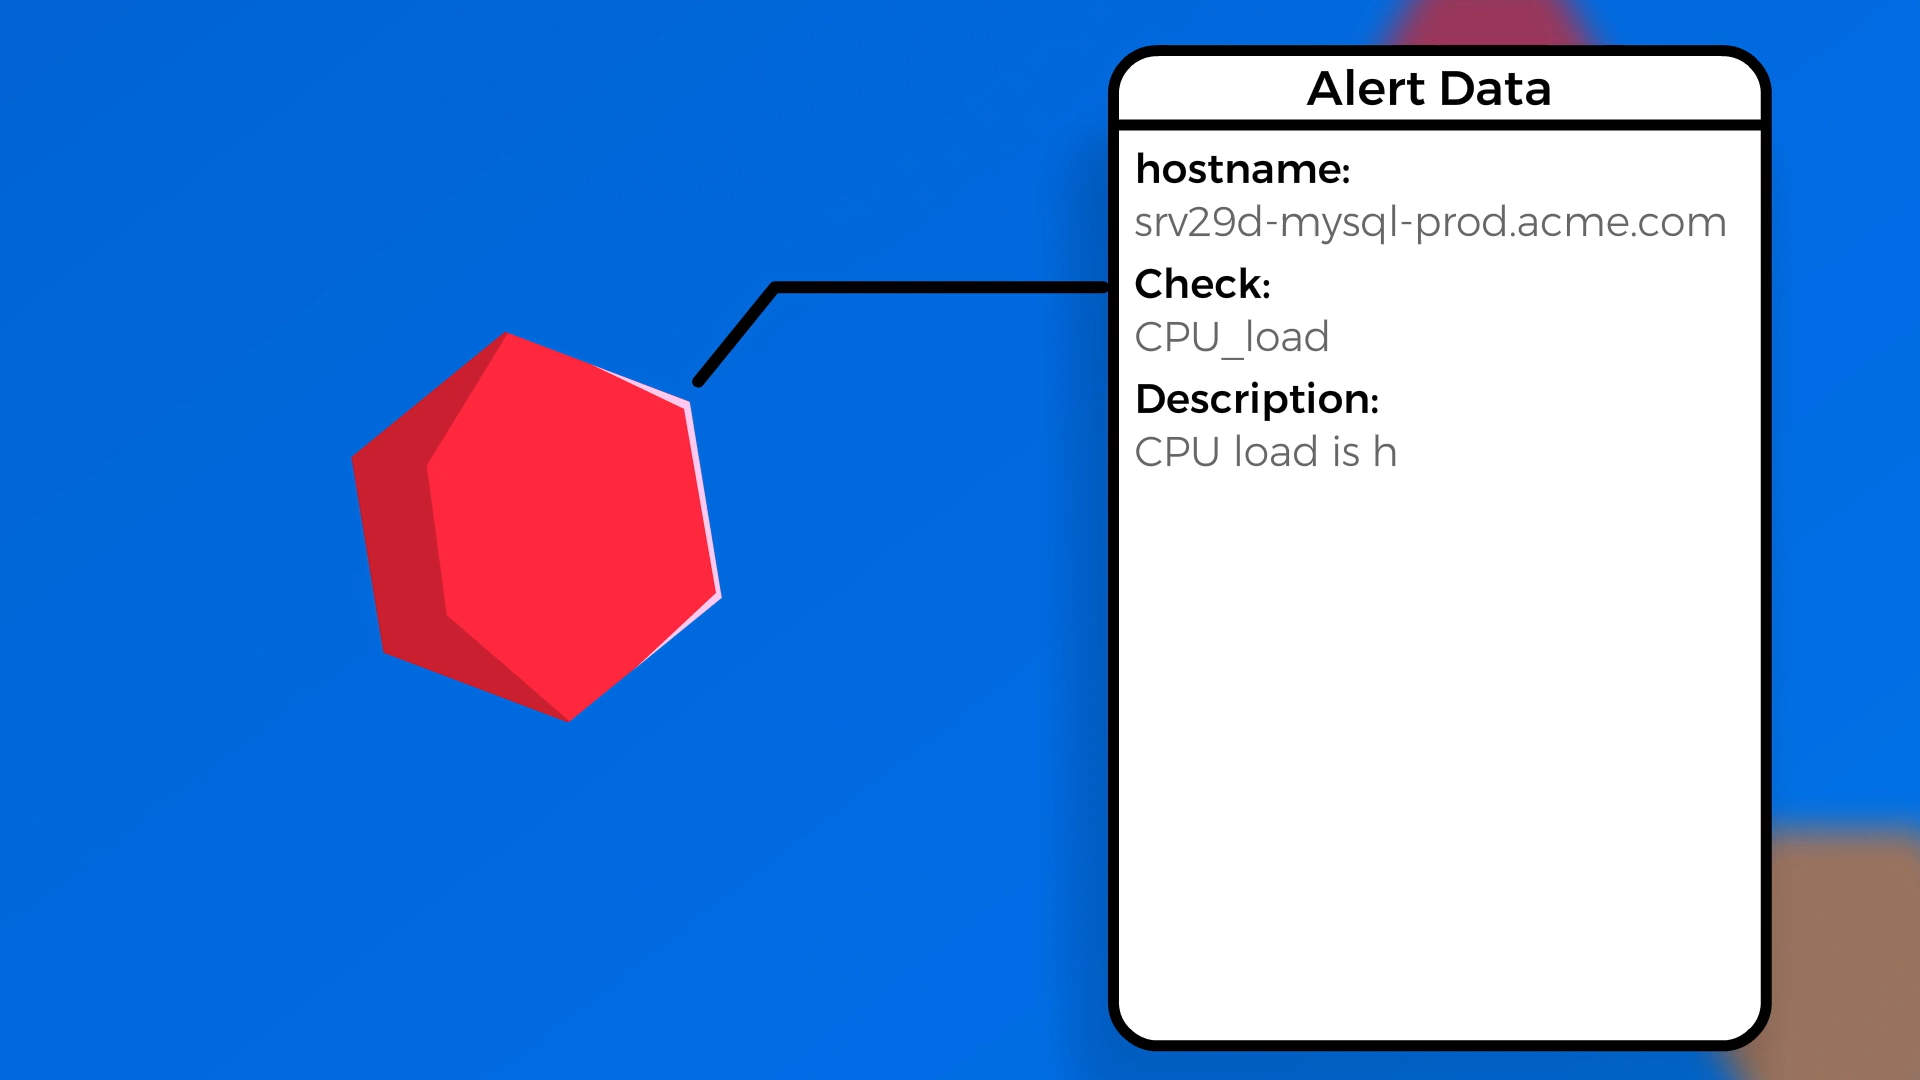 Alert Data
hostname:
srv29d-mysql-prod.acme.com
Check:
CPU_load
Description:
CPU load is h